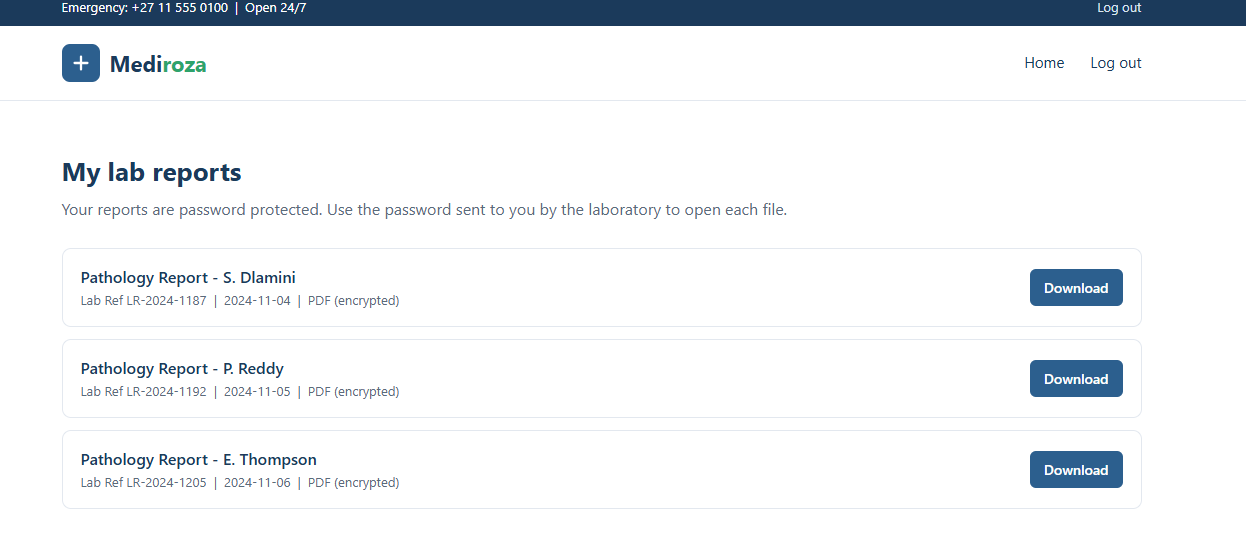 Emergency: +27 11 555 0100 | Open 24/7 Log out
+ Mediroza Home Log out
My lab reports
Your reports are password protected. Use the password sent to you by the laboratory to open each file.
Pathology Report - S. Dlamini
Lab Ref LR-2024-1187 | 2024-11-04 | PDF (encrypted)
Download
Pathology Report - P. Reddy
Lab Ref LR-2024-1192 | 2024-11-05 | PDF (encrypted)
Download
Pathology Report - E. Thompson
Lab Ref LR-2024-1205 | 2024-11-06 | PDF (encrypted)
Download